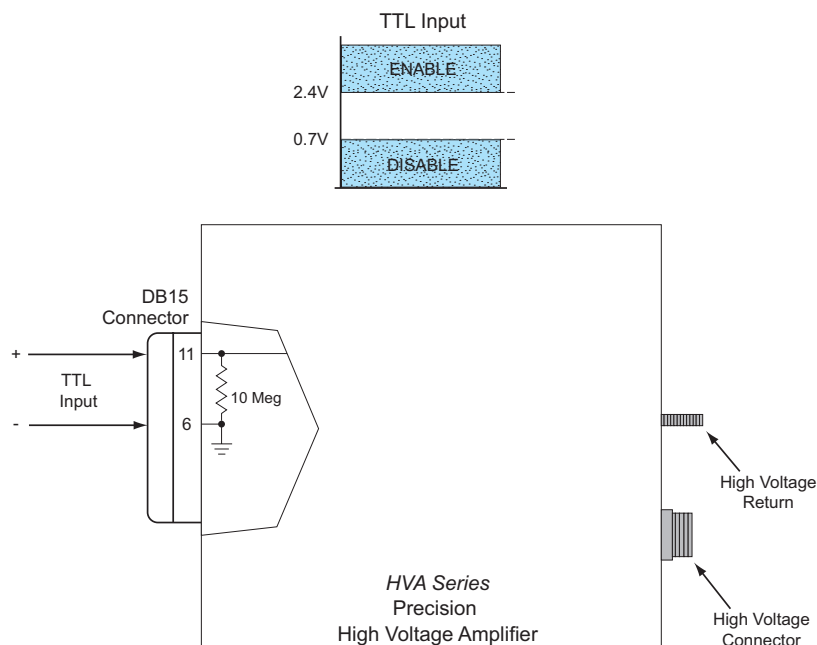 TTL Input
ENABLE
2.4V
0.7V
DISABLE
DB15
Connector
+
11
TTL
Input
10 Meg
-
6
High Voltage
Return
HVA Series
Precision
High Voltage Amplifier
High Voltage
Connector